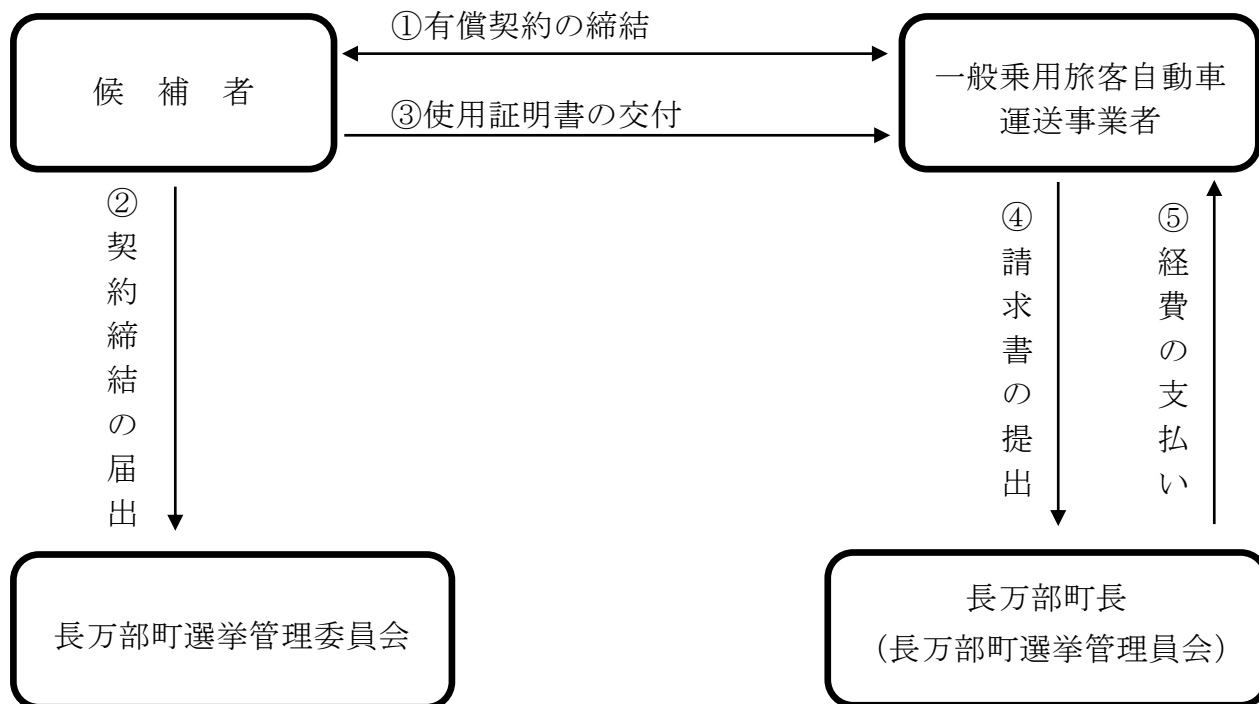 ①有償契約の締結
候　補　者
一般乗用旅客自動車
運送事業者
③使用証明書の交付
②契約締結の届出
④請求書の提出
⑤経費の支払い
長万部町選挙管理委員会
長万部町長
（長万部町選挙管理員会）